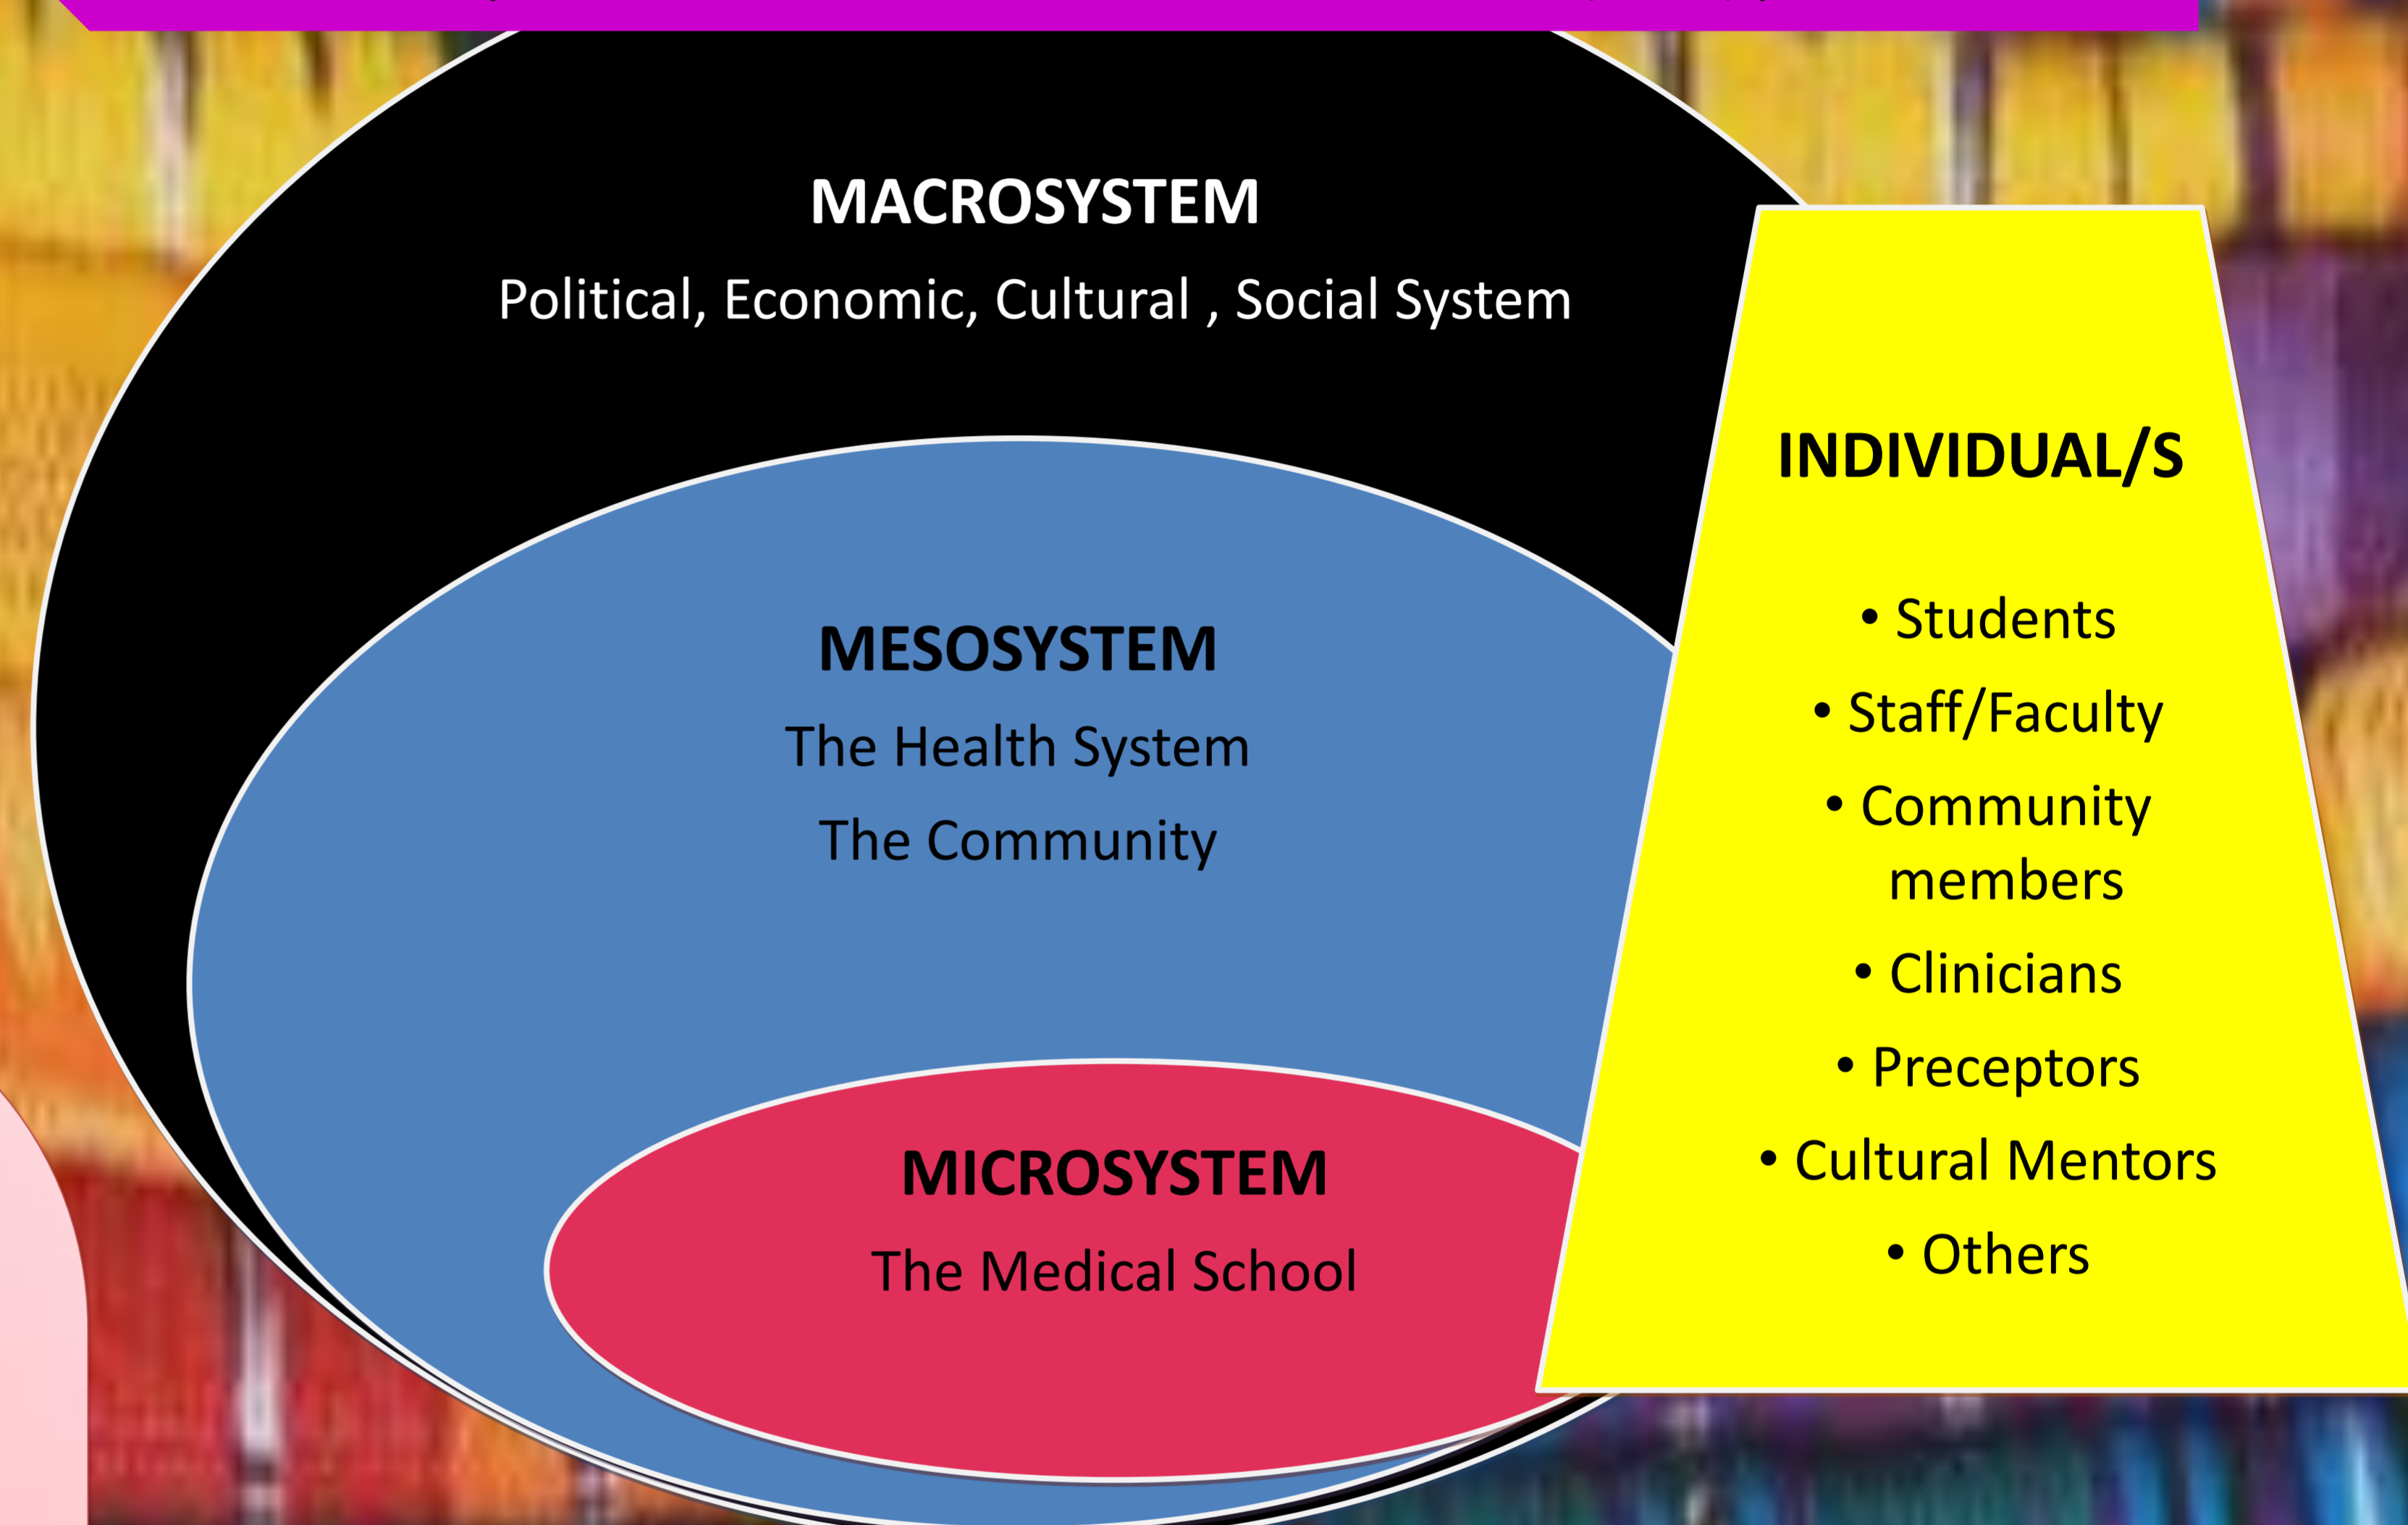 MACROSYSTEM
Political, Economic, Cultural , Social System
MESOSYSTEM
The Health System
The Community
MICROSYSTEM
The Medical School
INDIVIDUAL/S
• Students
• Staff/Faculty
• Community
members
• Clinicians
• Preceptors
• Cultural Mentors
• Others